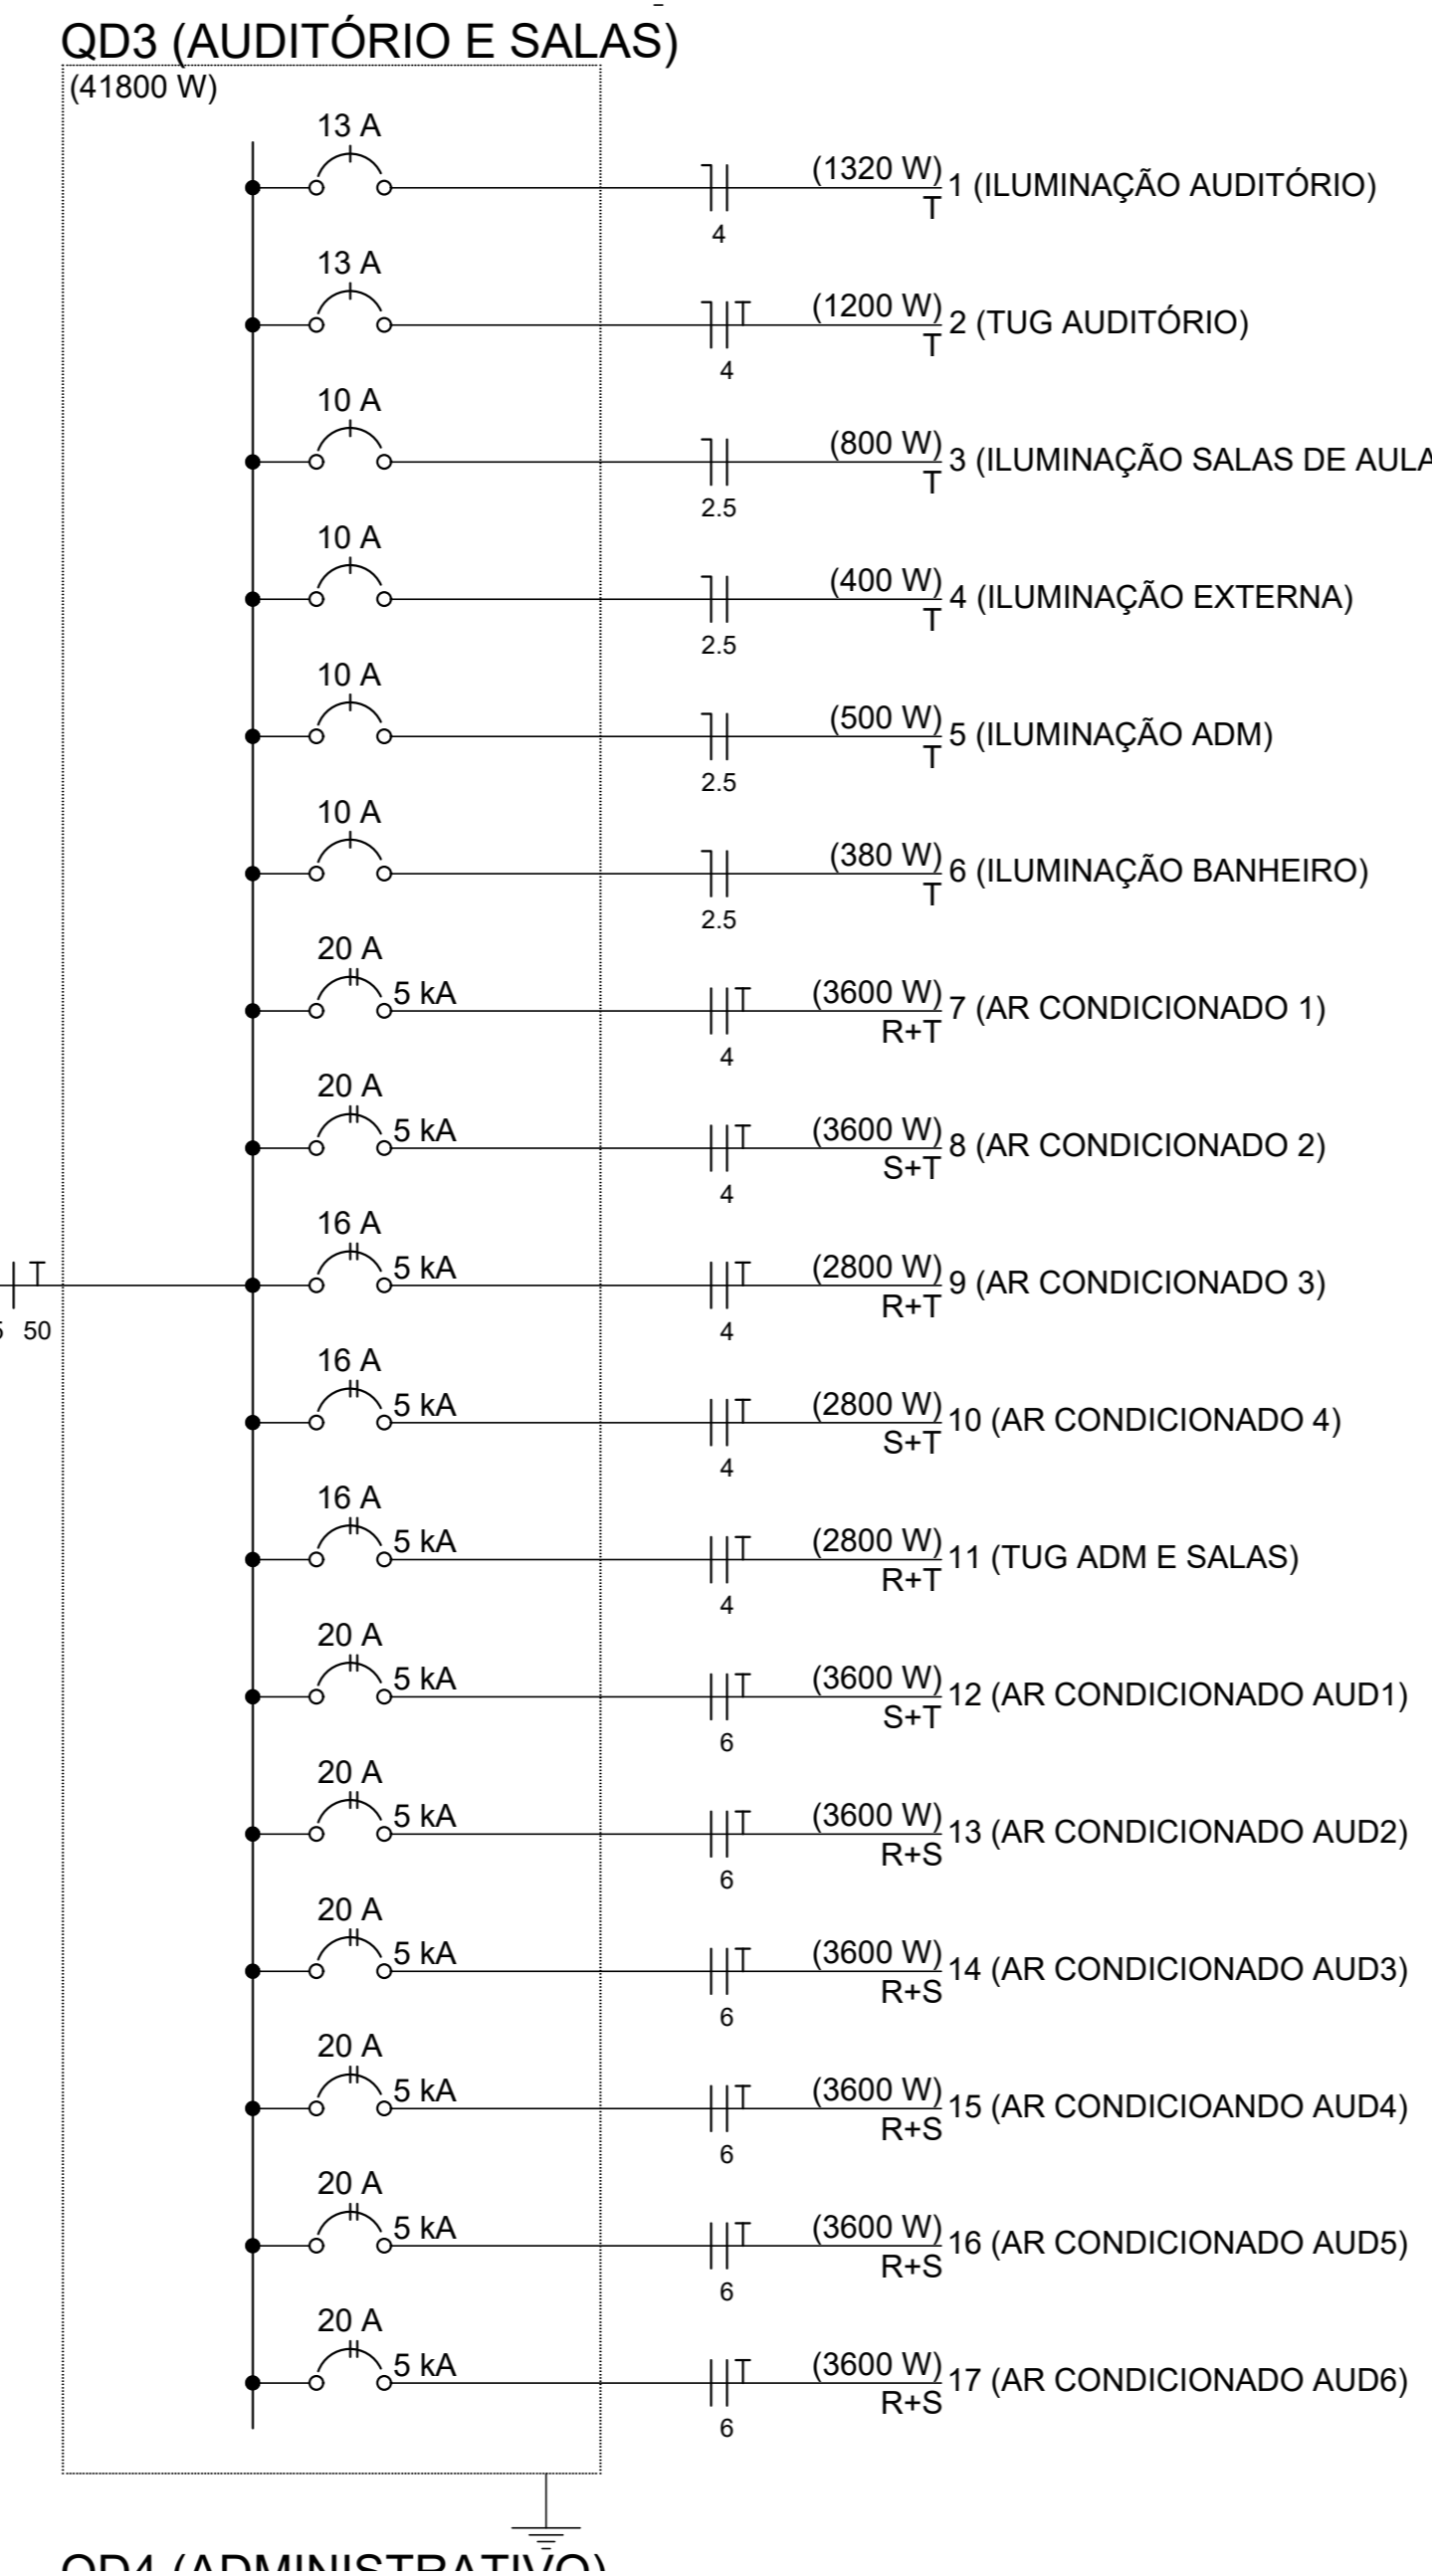 QD3 (AUDITÓRIO E SALAS)
(41800 W)
13 A
(1320 W) 1 (ILUMINAÇÃO AUDITÓRIO)
T
4
13 A
T (1200 W) 2 (TUG AUDITÓRIO)
T
4
10 A
(800 W) 3 (ILUMINAÇÃO SALAS DE AULA
T
2.5
10 A
(400 W) 4 (ILUMINAÇÃO EXTERNA)
T
2.5
10 A
(500 W) 5 (ILUMINAÇÃO ADM)
T
2.5
10 A
(380 W) 6 (ILUMINAÇÃO BANHEIRO)
T
2.5
20 A
5 kA T (3600 W) 7 (AR CONDICIONADO 1)
R+T
4
20 A
5 kA T (3600 W) 8 (AR CONDICIONADO 2)
S+T
4
16 A
T 5 kA T (2800 W) 9 (AR CONDICIONADO 3)
R+T
50 4
16 A
5 kA T (2800 W) 10 (AR CONDICIONADO 4)
S+T
4
16 A
5 kA T (2800 W) 11 (TUG ADM E SALAS)
R+T
4
20 A
5 kA T (3600 W) 12 (AR CONDICIONADO AUD1)
S+T
6
20 A
5 kA T (3600 W) 13 (AR CONDICIONADO AUD2)
R+S
6
20 A
5 kA T (3600 W) 14 (AR CONDICIONADO AUD3)
R+S
6
20 A
5 kA T (3600 W) 15 (AR CONDICIOANDO AUD4)
R+S
6
20 A
5 kA T (3600 W) 16 (AR CONDICIONADO AUD5)
R+S
6
20 A
5 kA T (3600 W) 17 (AR CONDICIONADO AUD6)
R+S
6
QD4 (ADMINISTRATIVO)